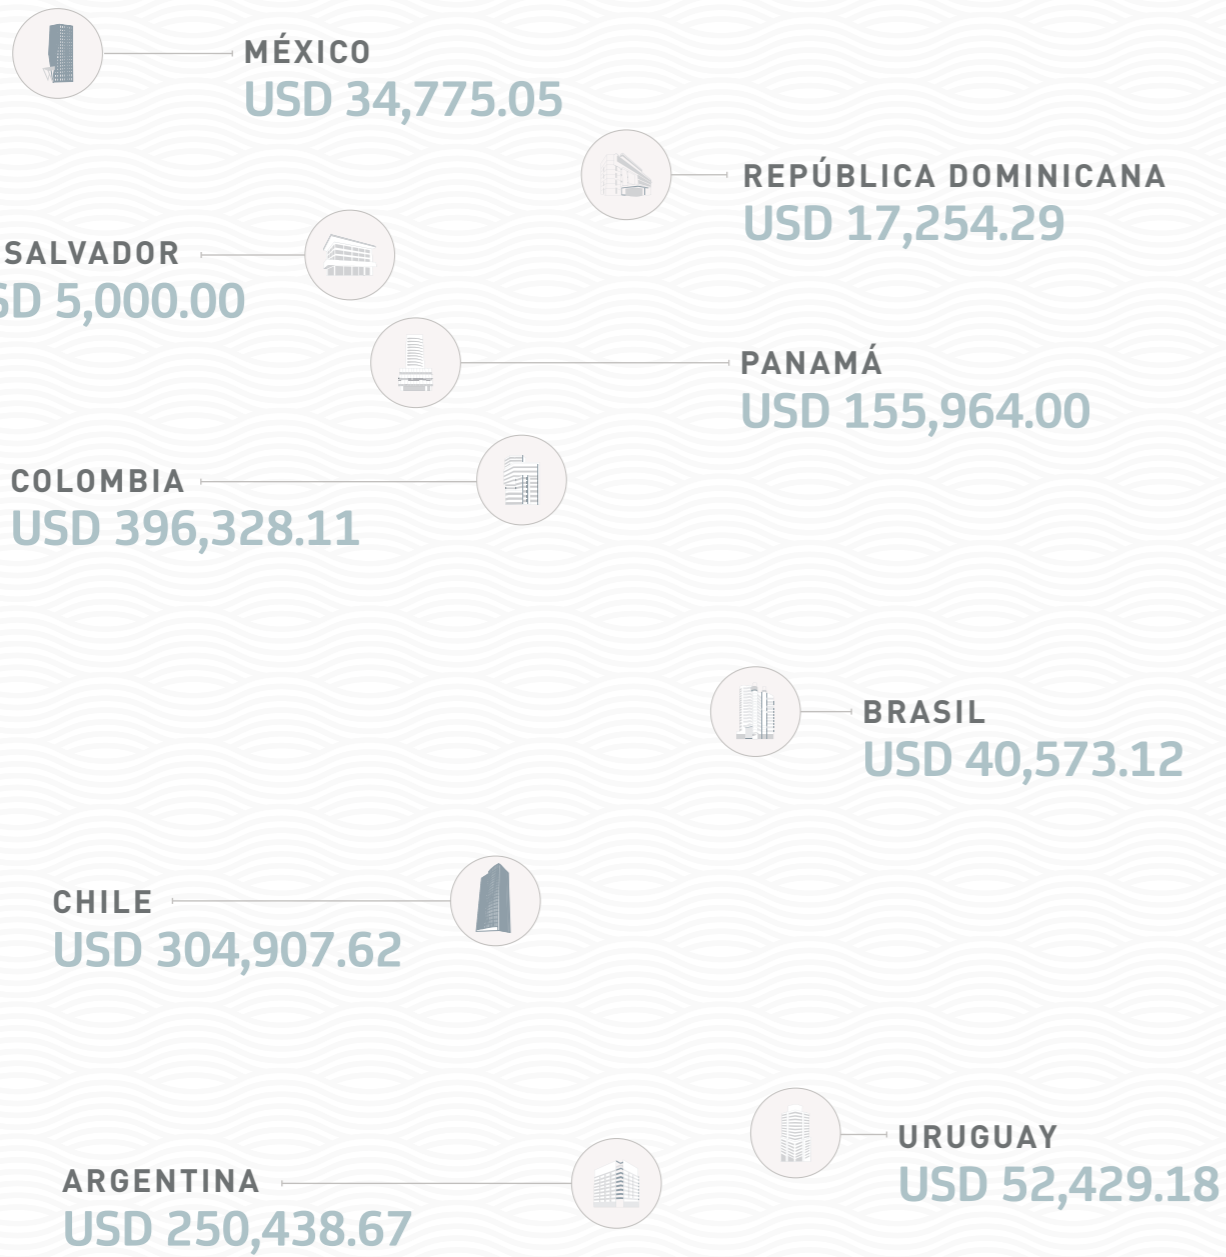 MÉXICO
USD 34,775.05
REPÚBLICA DOMINICANA
USD 17,254.29
SALVADOR
5,000.00
PANAMÁ
USD 155,964.00
COLOMBIA
USD 396,328.11
BRASIL
USD 40,573.12
CHILE
USD 304,907.62
URUGUAY
USD 52,429.18
ARGENTINA
USD 250,438.67